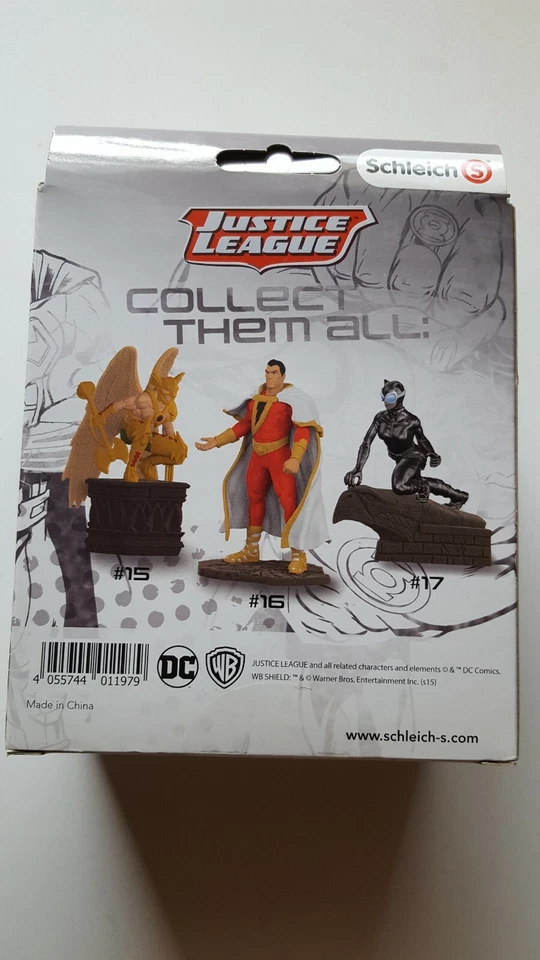 Schleich S
JUSTICE
LEAGUE
COLLECT
THEM ALL:
#15
#16
#17
4 055744 011979
DC
WB
JUSTICE LEAGUE and all related characters and elements © & ™ DC Comics.
WB SHIELD: ™ & © Warner Bros. Entertainment Inc. (s15)
Made in China
www.schleich-s.com